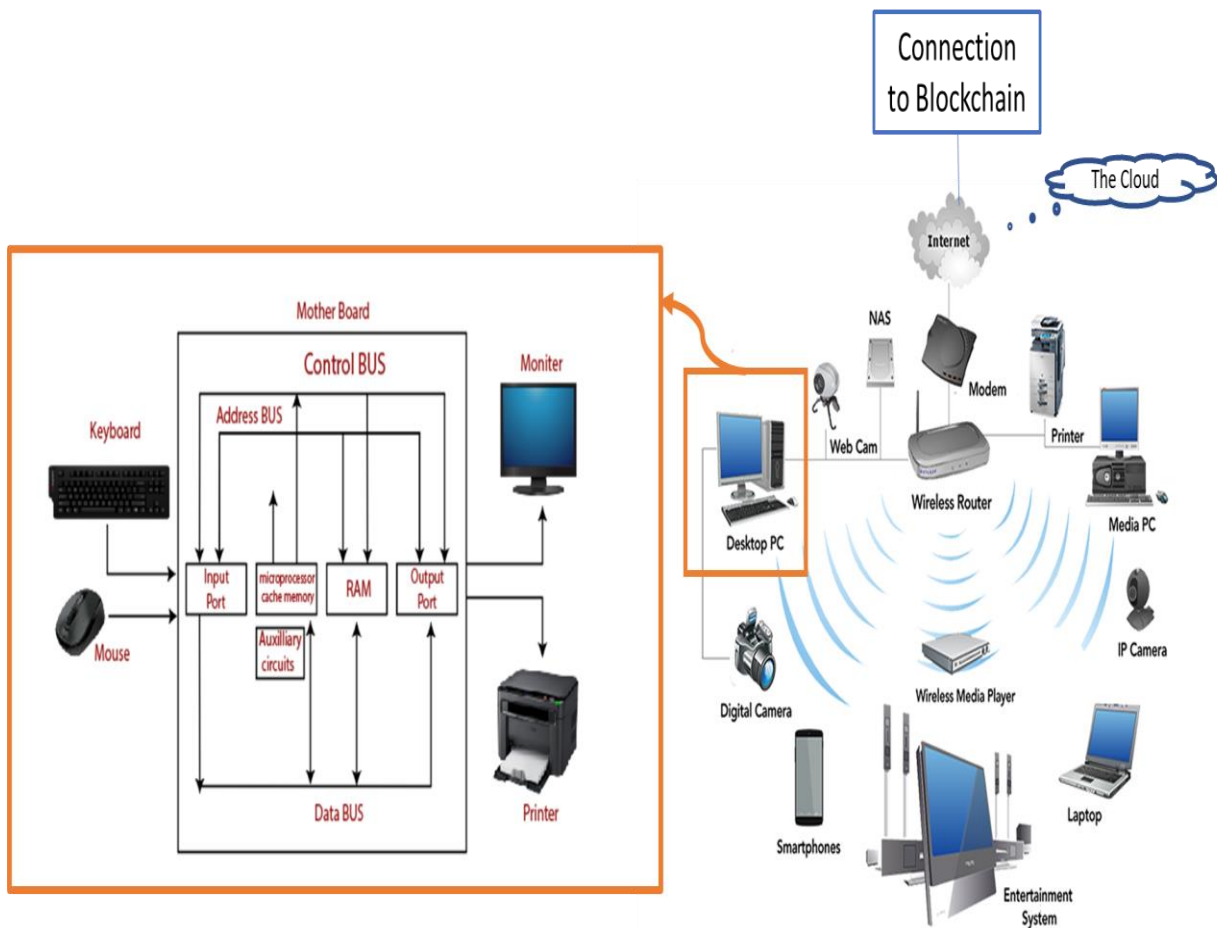 Connection
to Blockchain
The Cloud
Internet
Mother Board
Control BUS
Address BUS
Keyboard
Mouse
Moniter
Input
Port
microprocessor
cache memory
RAM
Output
Port
Auxilliary
circuits
Data BUS
Printer
NAS
Modem
Web Cam
Printer
Wireless Router
Desktop PC
Media PC
Digital Camera
IP Camera
Wireless Media Player
Smartphones
Laptop
Entertainment
System